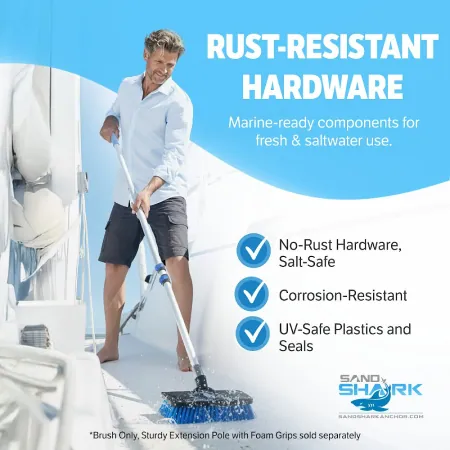 RUST-RESISTANT
HARDWARE
Marine-ready components for
fresh & saltwater use.
No-Rust Hardware,
Salt-Safe
Corrosion-Resistant
UV-Safe Plastics and
Seals
SAND
SHARK
SANDSHARKANCHOR.COM
*Brush Only, Sturdy Extension Pole with Foam Grips sold separately